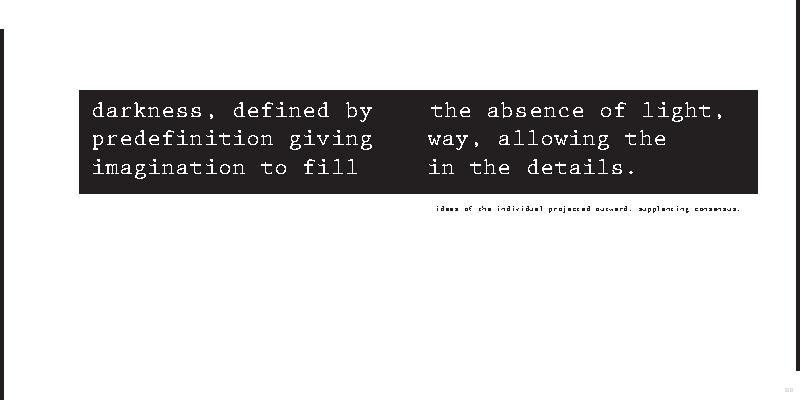 darkness, defined by the absence of light,
predefinition giving way, allowing the
imagination to fill in the details.
ideas of the individual projected outward. supplanting consensus.